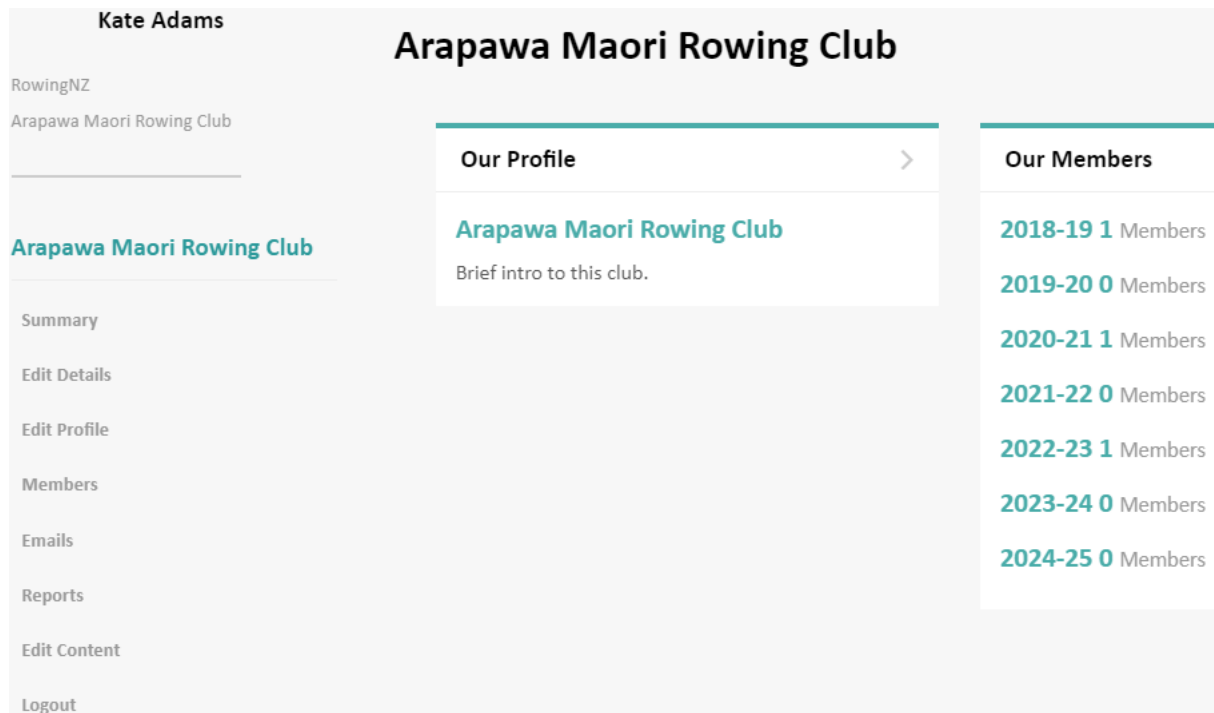 Kate Adams
RowingNZ
Arapawa Maori Rowing Club
Arapawa Maori Rowing Club
Summary
Edit Details
Edit Profile
Members
Emails
Reports
Edit Content
Logout
Arapawa Maori Rowing Club
Our Profile
Arapawa Maori Rowing Club
Brief intro to this club.
Our Members
2018-19 1 Members
2019-20 0 Members
2020-21 1 Members
2021-22 0 Members
2022-23 1 Members
2023-24 0 Members
2024-25 0 Members